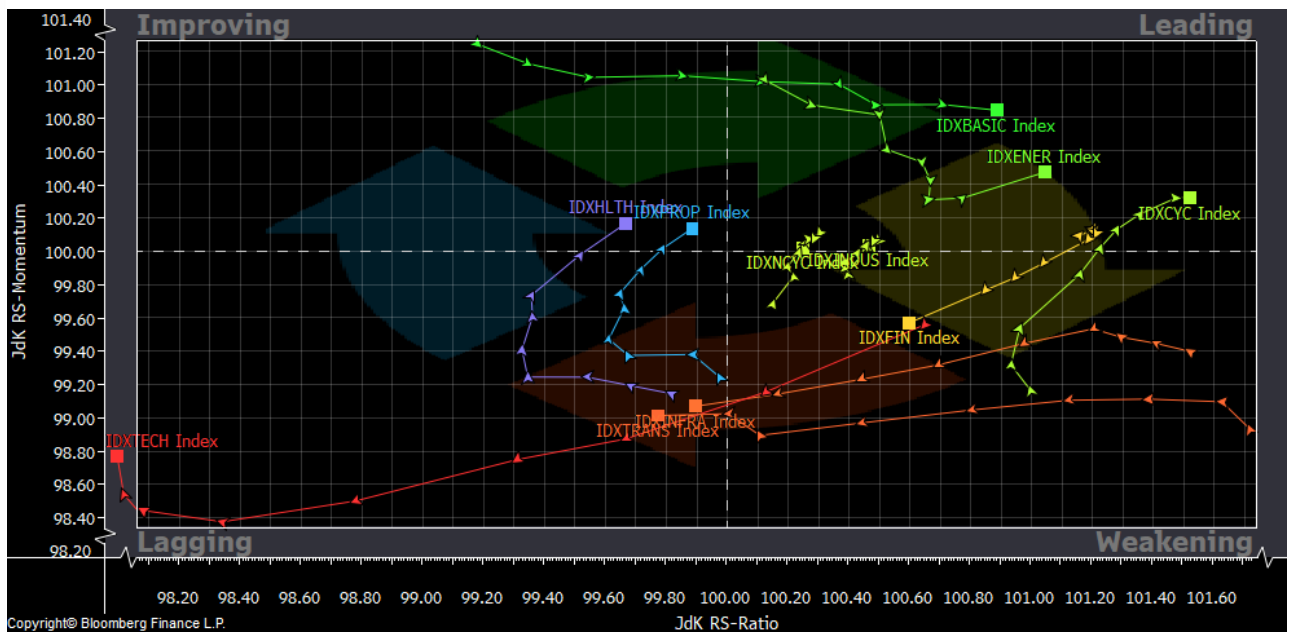 101.40
Improving
Leading
101.20
101.00
100.80
IDXBASIC Index
100.60
IDXENER Index
100.40
100.20
IDXHLTH Index
IDXPROP Index
IDXCYC Index
100.00
IDXNCYC Index
IDXINDUS Index
99.80
JdK RS-Momentum
99.60
IDXFIN Index
99.40
99.20
99.00
IDXINFRA Index
IDXTRANS Index
IDXTECH Index
98.80
98.60
98.40
98.20
Lagging
Weakening
98.20 98.40 98.60 98.80 99.00 99.20 99.40 99.60 99.80 100.00 100.20 100.40 100.60 100.80 101.00 101.20 101.40 101.60
Copyright© Bloomberg Finance L.P.
JdK RS-Ratio